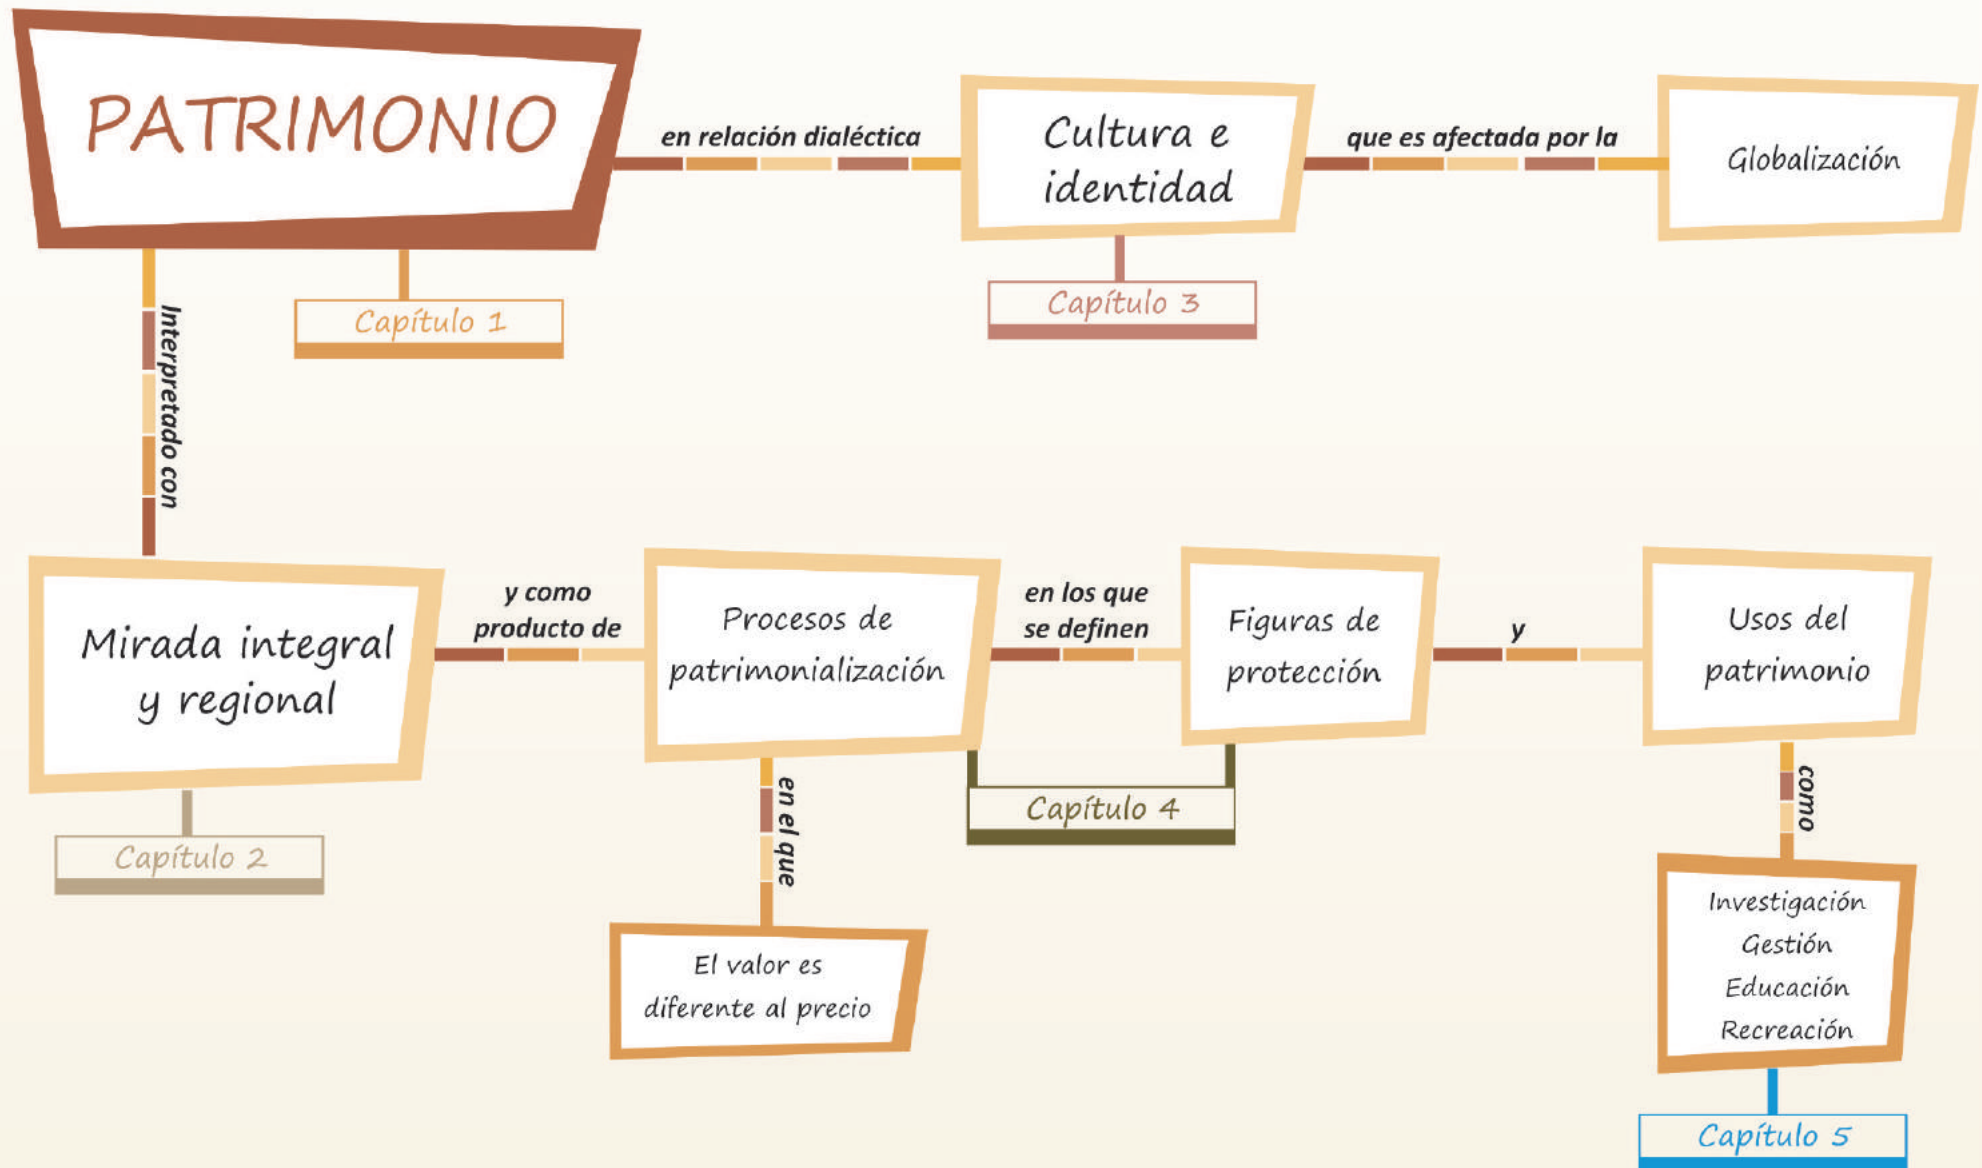 PATRIMONIO
en relación dialéctica
Cultura e
identidad
que es afectada por la
Globalización
Capítulo 1
Capítulo 3
Interpretado con
Mirada integral
y regional
y como
producto de
Procesos de
patrimonialización
en los que
se definen
Figuras de
protección
y
Usos del
patrimonio
Capítulo 2
en el que
Capítulo 4
como
El valor es
diferente al precio
Investigación
Gestión
Educación
Recreación
Capítulo 5